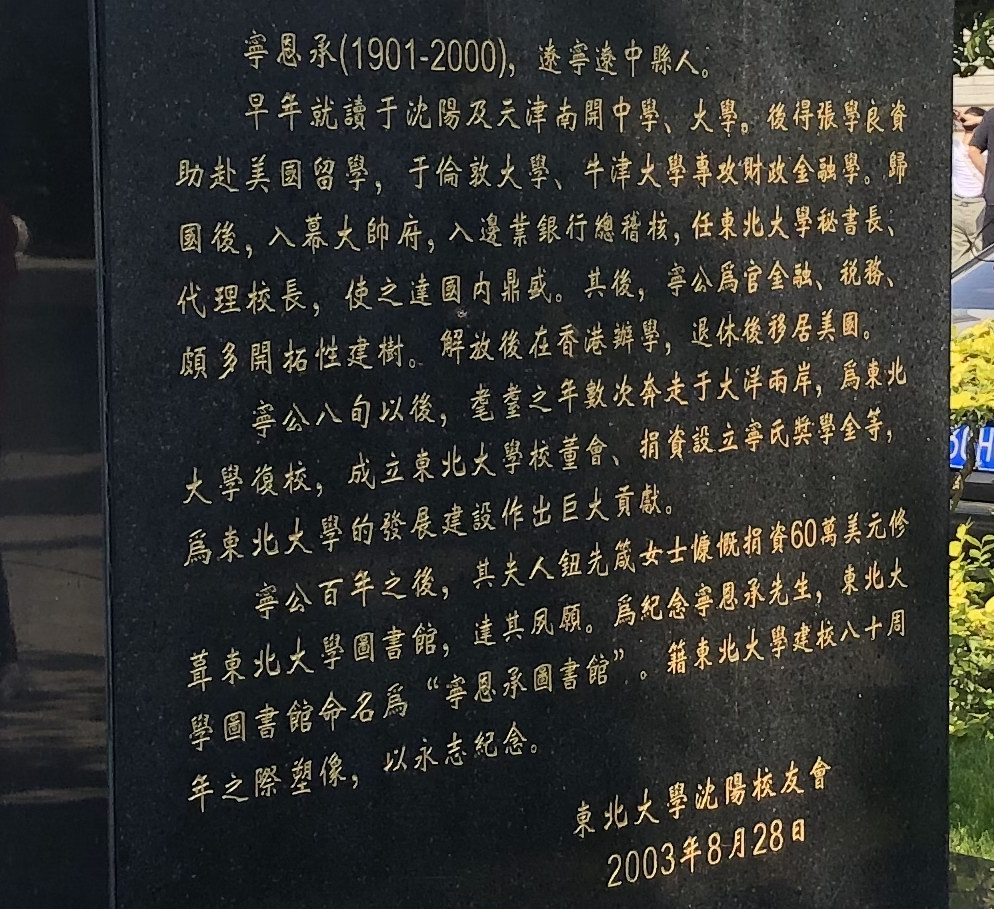 寧恩承(1901-2000)，遼寧遼中縣人。
早年就讀于沈陽及天津南開中學、大學。後得張學良資
助赴美國留學，于倫敦大學、牛津大學專攻財政金融學。歸
國後，入幕大帥府，入邊業銀行總稽核，任東北大學秘書長、
代理校長，使之達國内鼎盛。其後，寧公爲官金融、税務、
頗多開拓性建樹。解放後在香港辦學，退休後移居美國。
寧公八旬以後，耄耋之年數次奔走于大洋兩岸，爲東北
大學復校，成立東北大學校董會、捐資設立寧氏獎學金等，
爲東北大學的發展建設作出巨大貢獻。
寧公百年之後，其夫人鈕先箴女士慷慨捐資60萬美元修
葺東北大學圖書館，達其夙願。爲紀念寧恩承先生，東北大
學圖書館命名爲“寧恩承圖書館”。籍東北大學建校八十周
年之際塑像，以永志紀念。
東北大學沈陽校友會
2003年8月28日